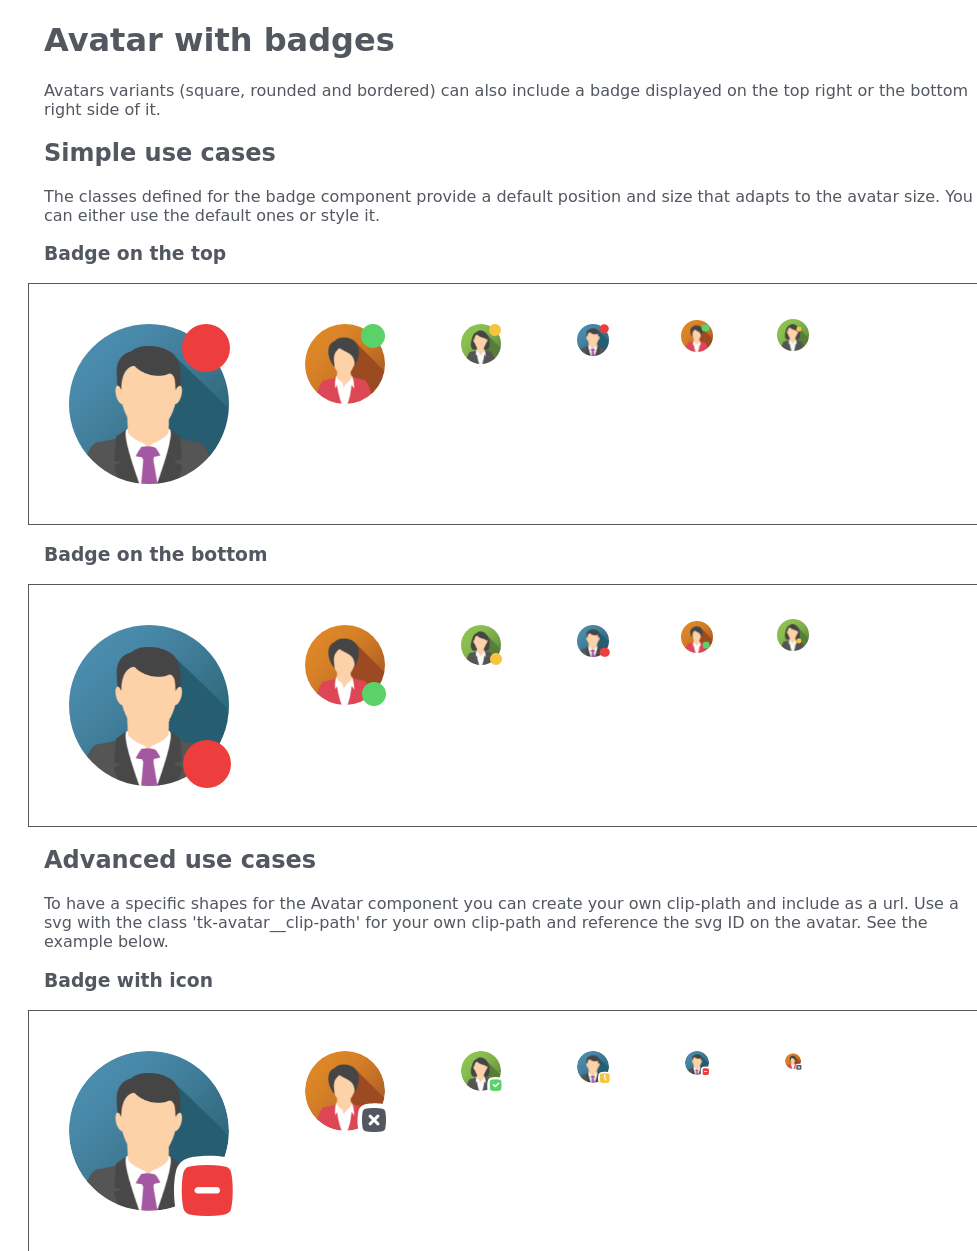 Avatar with badges
Avatars variants (square, rounded and bordered) can also include a badge displayed on the top right or the bottom
right side of it.
Simple use cases
The classes defined for the badge component provide a default position and size that adapts to the avatar size. You
can either use the default ones or style it.
Badge on the top
Badge on the bottom
Advanced use cases
To have a specific shapes for the Avatar component you can create your own clip-plath and include as a url. Use a
svg with the class 'tk-avatar__clip-path' for your own clip-path and reference the svg ID on the avatar. See the
example below.
Badge with icon